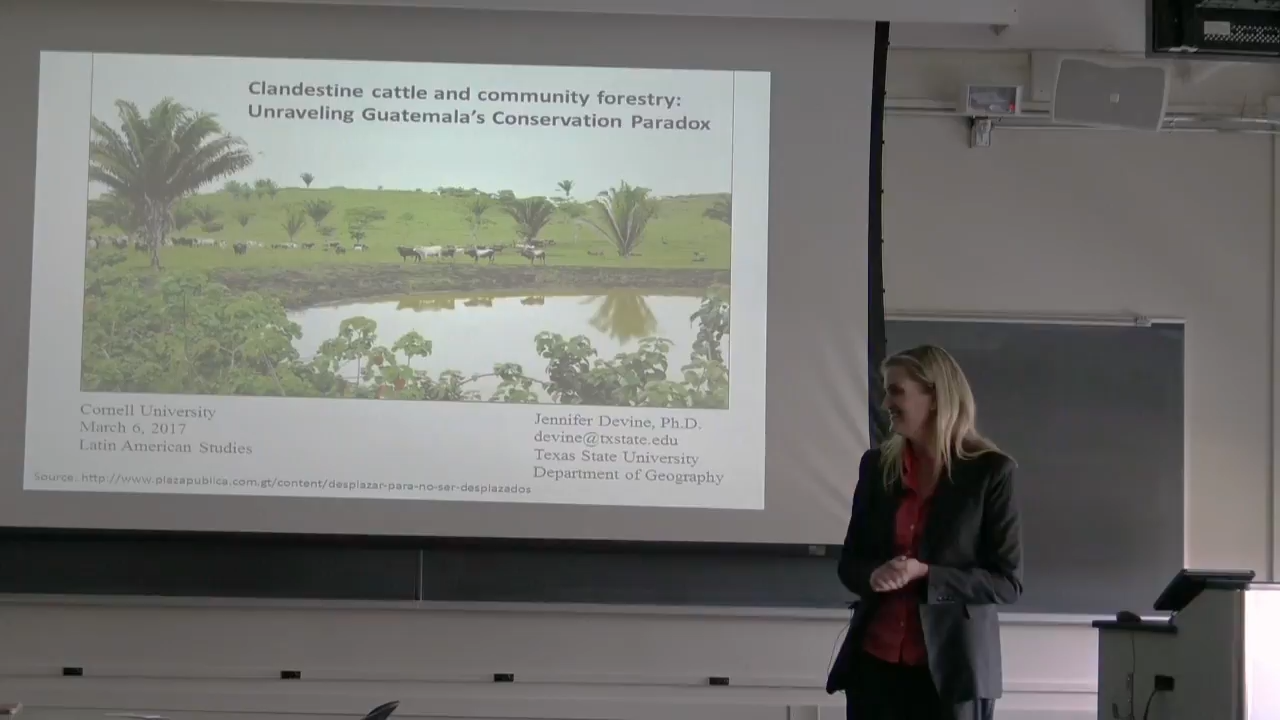 Clandestine cattle and community forestry:
Unraveling Guatemala's Conservation Paradox
Cornell University
March 6, 2017
Latin American Studies
Jennifer Devine, Ph.D.
devine@txstate.edu
Texas State University
Department of Geography
Source: http://www.plazapublica.com.gt/content/desplazar-para-no-ser-desplazados